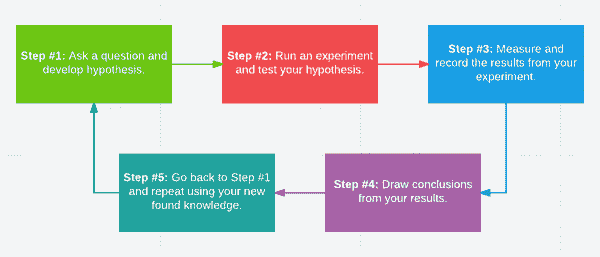 Step #1: Ask a question and
develop hypothesis.
Step #2: Run an experiment
and test your hypothesis.
Step #3: Measure and
record the results from your
experiment.
Step #4: Draw conclusions
from your results.
Step #5: Go back to Step #1
and repeat using your new
found knowledge.